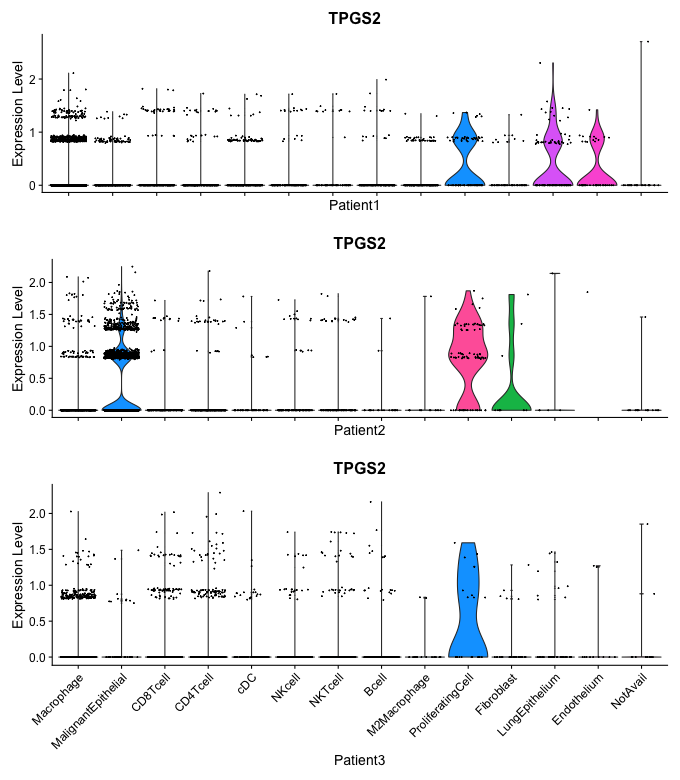 TPGS2
Expression Level
2
1
0
Patient1
TPGS2
Expression Level
2.0
1.5
1.0
0.5
0.0
Patient2
TPGS2
Expression Level
2.0
1.5
1.0
0.5
0.0
Macrophage
MalignantEpithelial
CD8Tcell
CD4Tcell
cDC
NKcell
NKTcell
Bcell
M2Macrophage
ProliferatingCell
Fibroblast
LungEpithelium
Endothelium
NotAvail
Patient3